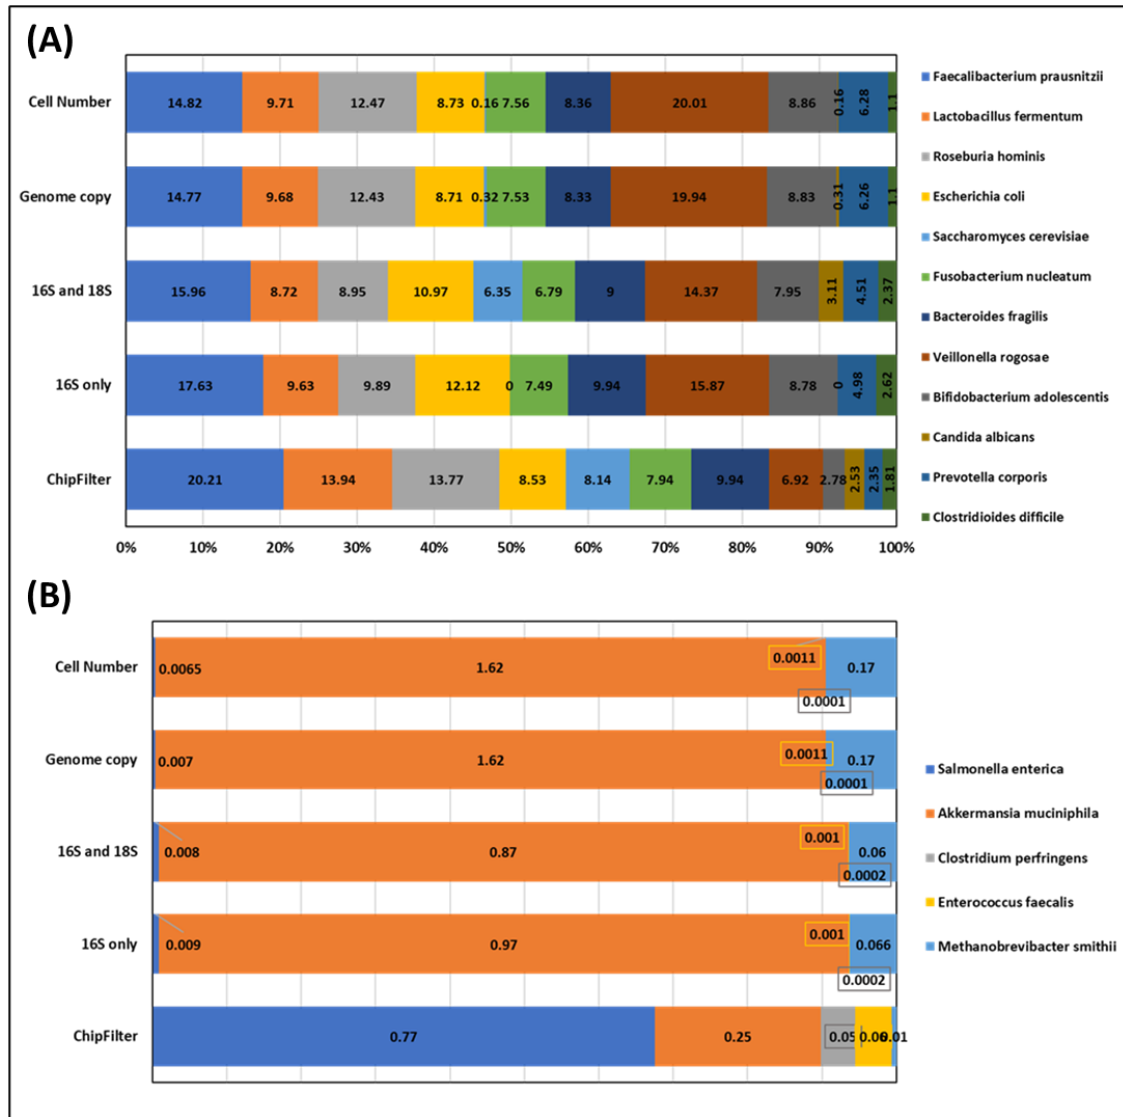 (A)
Cell Number 14.82 9.71 12.47 8.73 0.16 7.56 8.36 20.01 8.86 0.16 6.28 1.1
Genome copy 14.77 9.68 12.43 8.71 0.32 7.53 8.33 19.94 8.83 0.31 6.26 1.1
16S and 18S 15.96 8.72 8.95 10.97 6.35 6.79 9 14.37 7.95 3.11 4.51 2.37
16S only 17.63 9.63 9.89 12.12 0 7.49 9.94 15.87 8.78 0 4.98 2.62
ChipFilter 20.21 13.94 13.77 8.53 8.14 7.94 9.94 6.92 2.78 2.53 2.35 1.81
0% 10% 20% 30% 40% 50% 60% 70% 80% 90% 100%
Faecalibacterium prausnitzii
Lactobacillus fermentum
Roseburia hominis
Escherichia coli
Saccharomyces cerevisiae
Fusobacterium nucleatum
Bacteroides fragilis
Veillonella rogosae
Bifidobacterium adolescentis
Candida albicans
Prevotella corporis
Clostridioides difficile
(B)
Cell Number 0.0065 1.62 0.0011 0.17
0.0001
Genome copy 0.007 1.62 0.0011 0.17
0.0001
16S and 18S 0.008 0.87 0.001 0.06
0.0002
16S only 0.009 0.97 0.001 0.066
0.0002
ChipFilter 0.77 0.25 0.05 0.06 0.01
Salmonella enterica
Akkermansia muciniphila
Clostridium perfringens
Enterococcus faecalis
Methanobrevibacter smithii